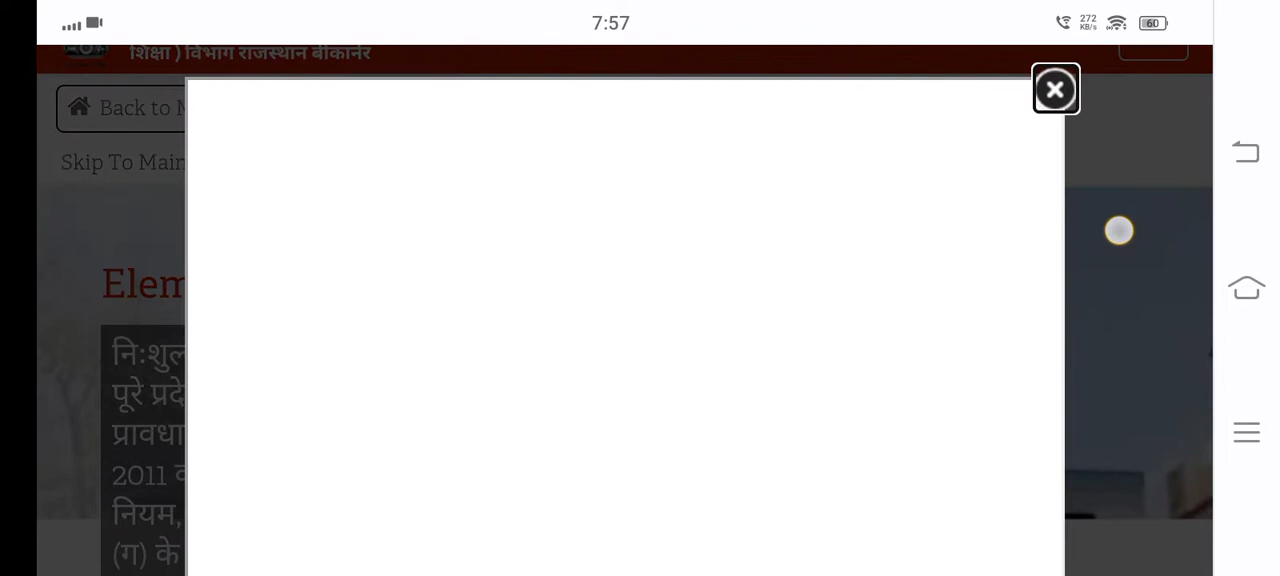 7:57
272
KB/s
60
शिक्षा ) विभाग राजस्थान बीकानेर
Back to M
Skip To Main
Elem
नि:शुल
पूरे प्रदे
प्रावधा
2011 व
नियम,
(ग) के